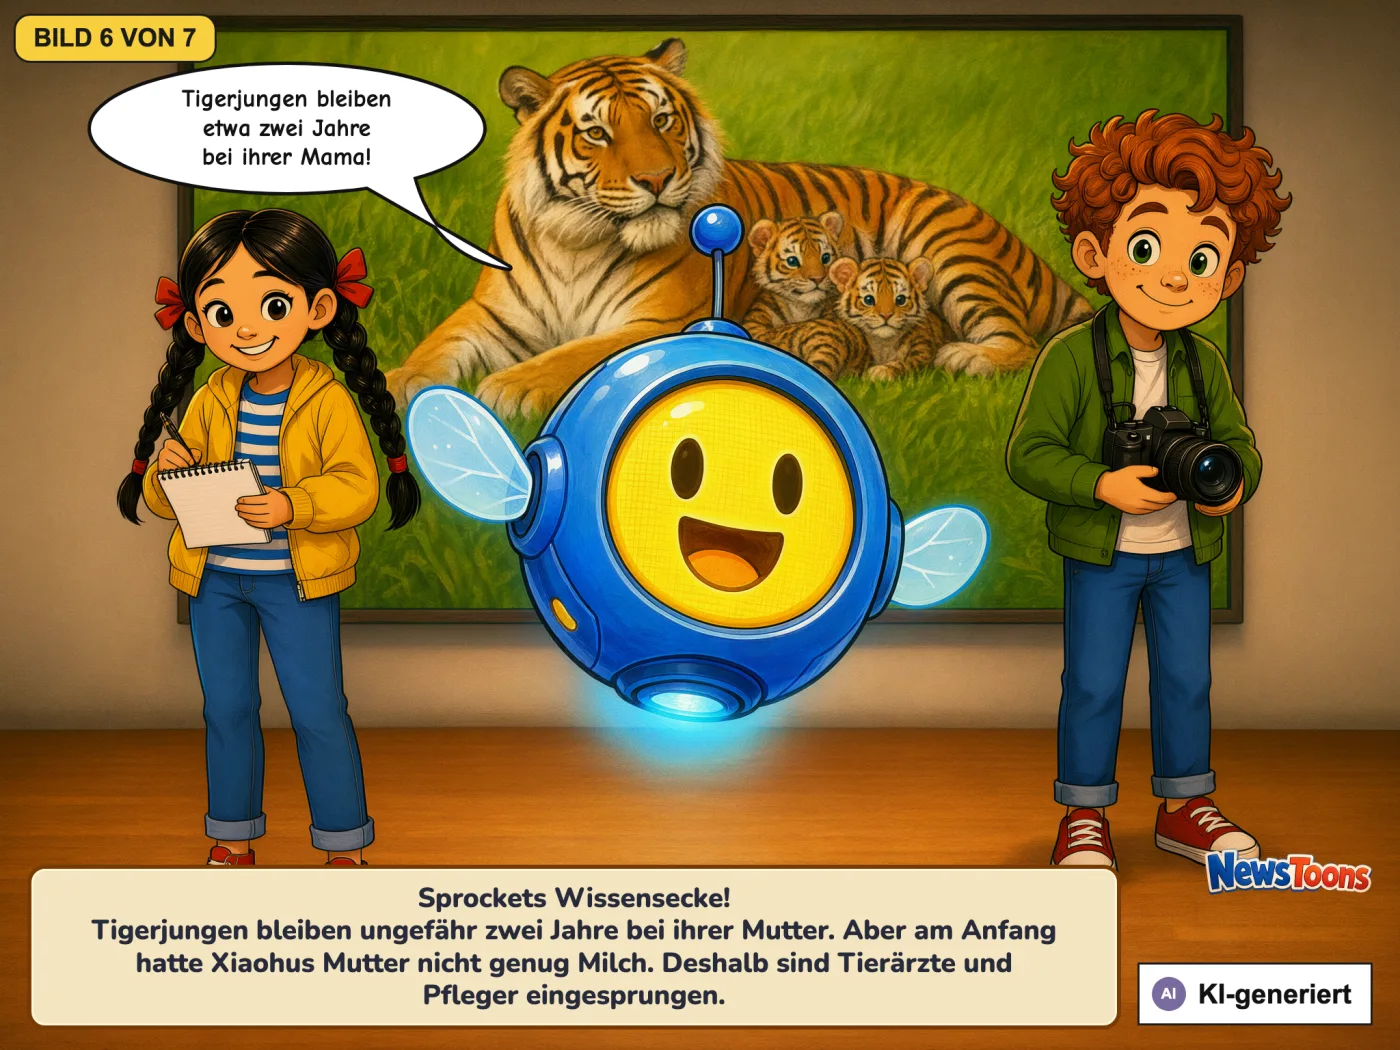 BILD 6 VON 7
Tigerjungen bleiben
etwa zwei Jahre
bei ihrer Mama!
NewsToons
Sprockets Wissensecke!
Tigerjungen bleiben ungefähr zwei Jahre bei ihrer Mutter. Aber am Anfang
hatte Xiaohus Mutter nicht genug Milch. Deshalb sind Tierärzte und
Pfleger eingesprungen.
AI KI-generiert